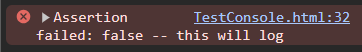 Assertion TestConsole.html:32
failed: false -- this will log